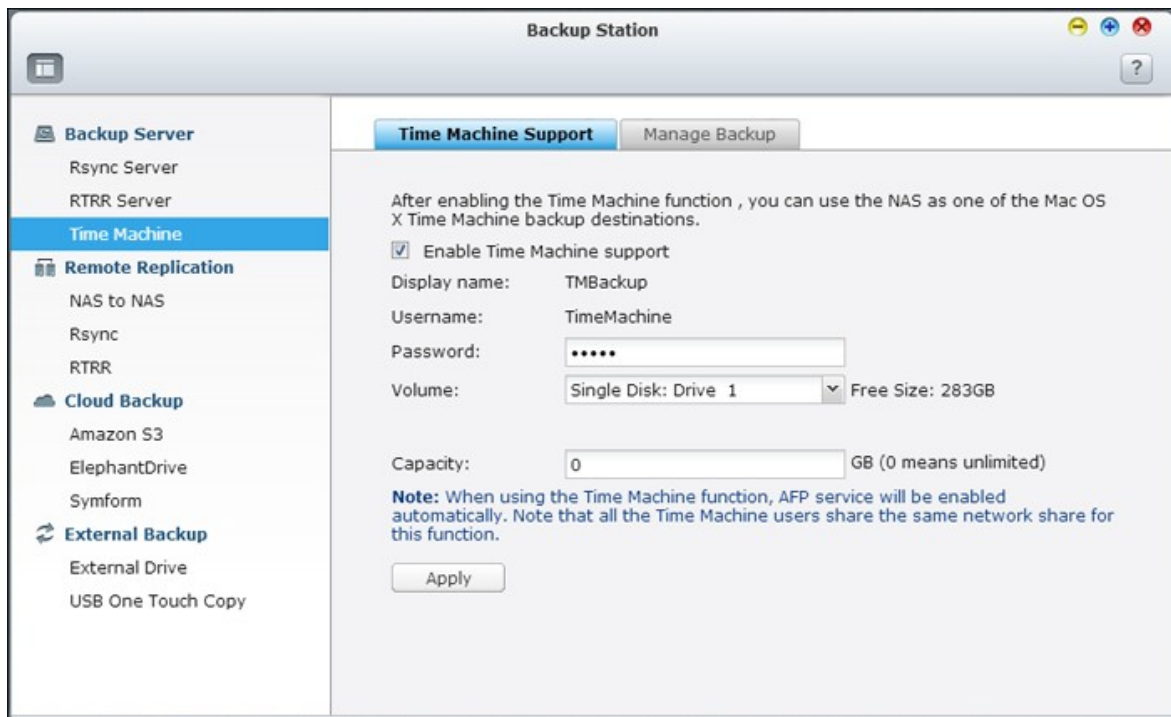 Backup Station
?
Backup Server
Rsync Server
RTRR Server
Time Machine
Remote Replication
NAS to NAS
Rsync
RTRR
Cloud Backup
Amazon S3
ElephantDrive
Symform
External Backup
External Drive
USB One Touch Copy
Time Machine Support
Manage Backup
After enabling the Time Machine function , you can use the NAS as one of the Mac OS
X Time Machine backup destinations.
Enable Time Machine support
Display name: TMBackup
Username: TimeMachine
Password: •••••
Volume: Single Disk: Drive 1 Free Size: 283GB
Capacity: 0 GB (0 means unlimited)
Note: When using the Time Machine function, AFP service will be enabled
automatically. Note that all the Time Machine users share the same network share for
this function.
Apply